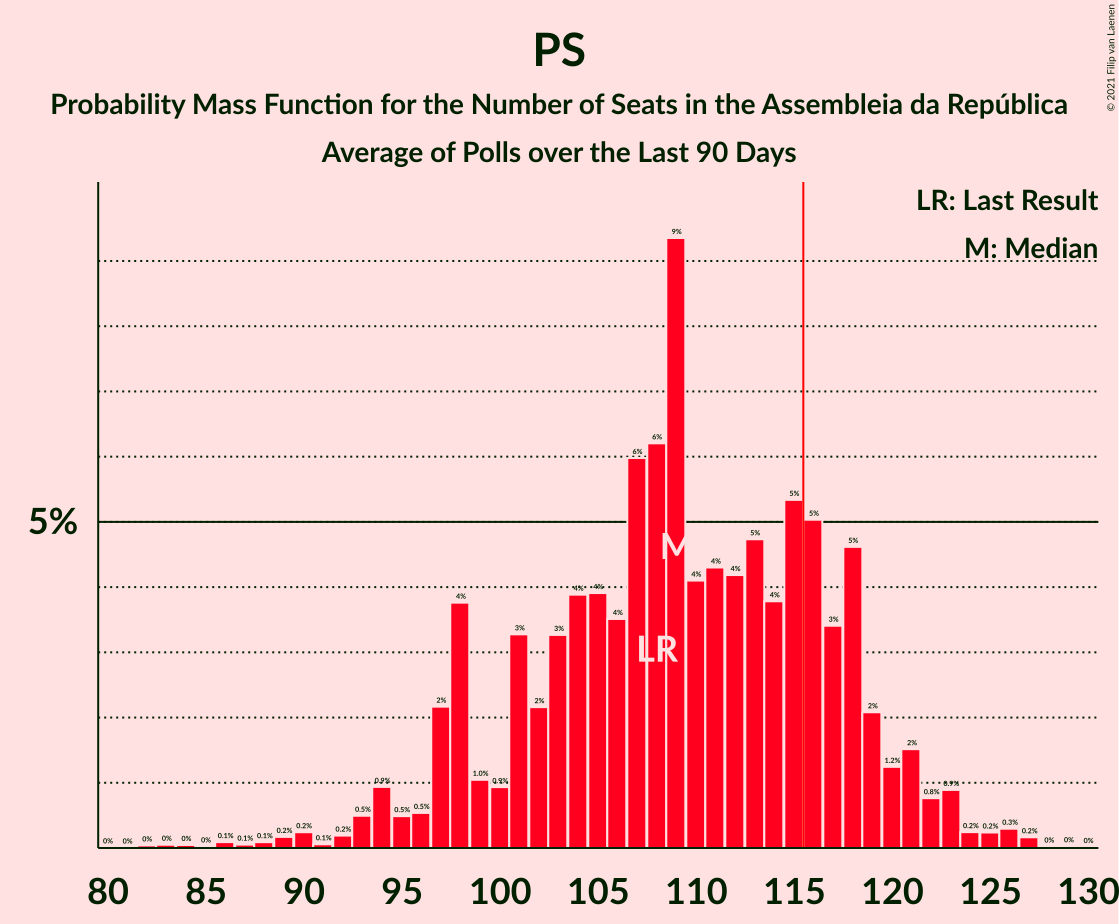 PS
Probability Mass Function for the Number of Seats in the Assembleia da República
Average of Polls over the Last 90 Days
© 2021 Filip van Laenen
LR: Last Result
M: Median
5%
0% 0% 0% 0% 0% 0% 0.1% 0.1% 0.1% 0.2% 0.2% 0.1% 0.2% 0.5% 0.9% 0.5% 0.5% 2% 4% 1.0% 0.9% 3% 2% 3% 4% 4% 4% 6% 6% 9% 4% 4% 4% 5% 4% 5% 5% 3% 5% 2% 1.2% 2% 0.8% 0.9% 0.2% 0.2% 0.3% 0.2% 0% 0% 0%
M
LR
80 85 90 95 100 105 110 115 120 125 130